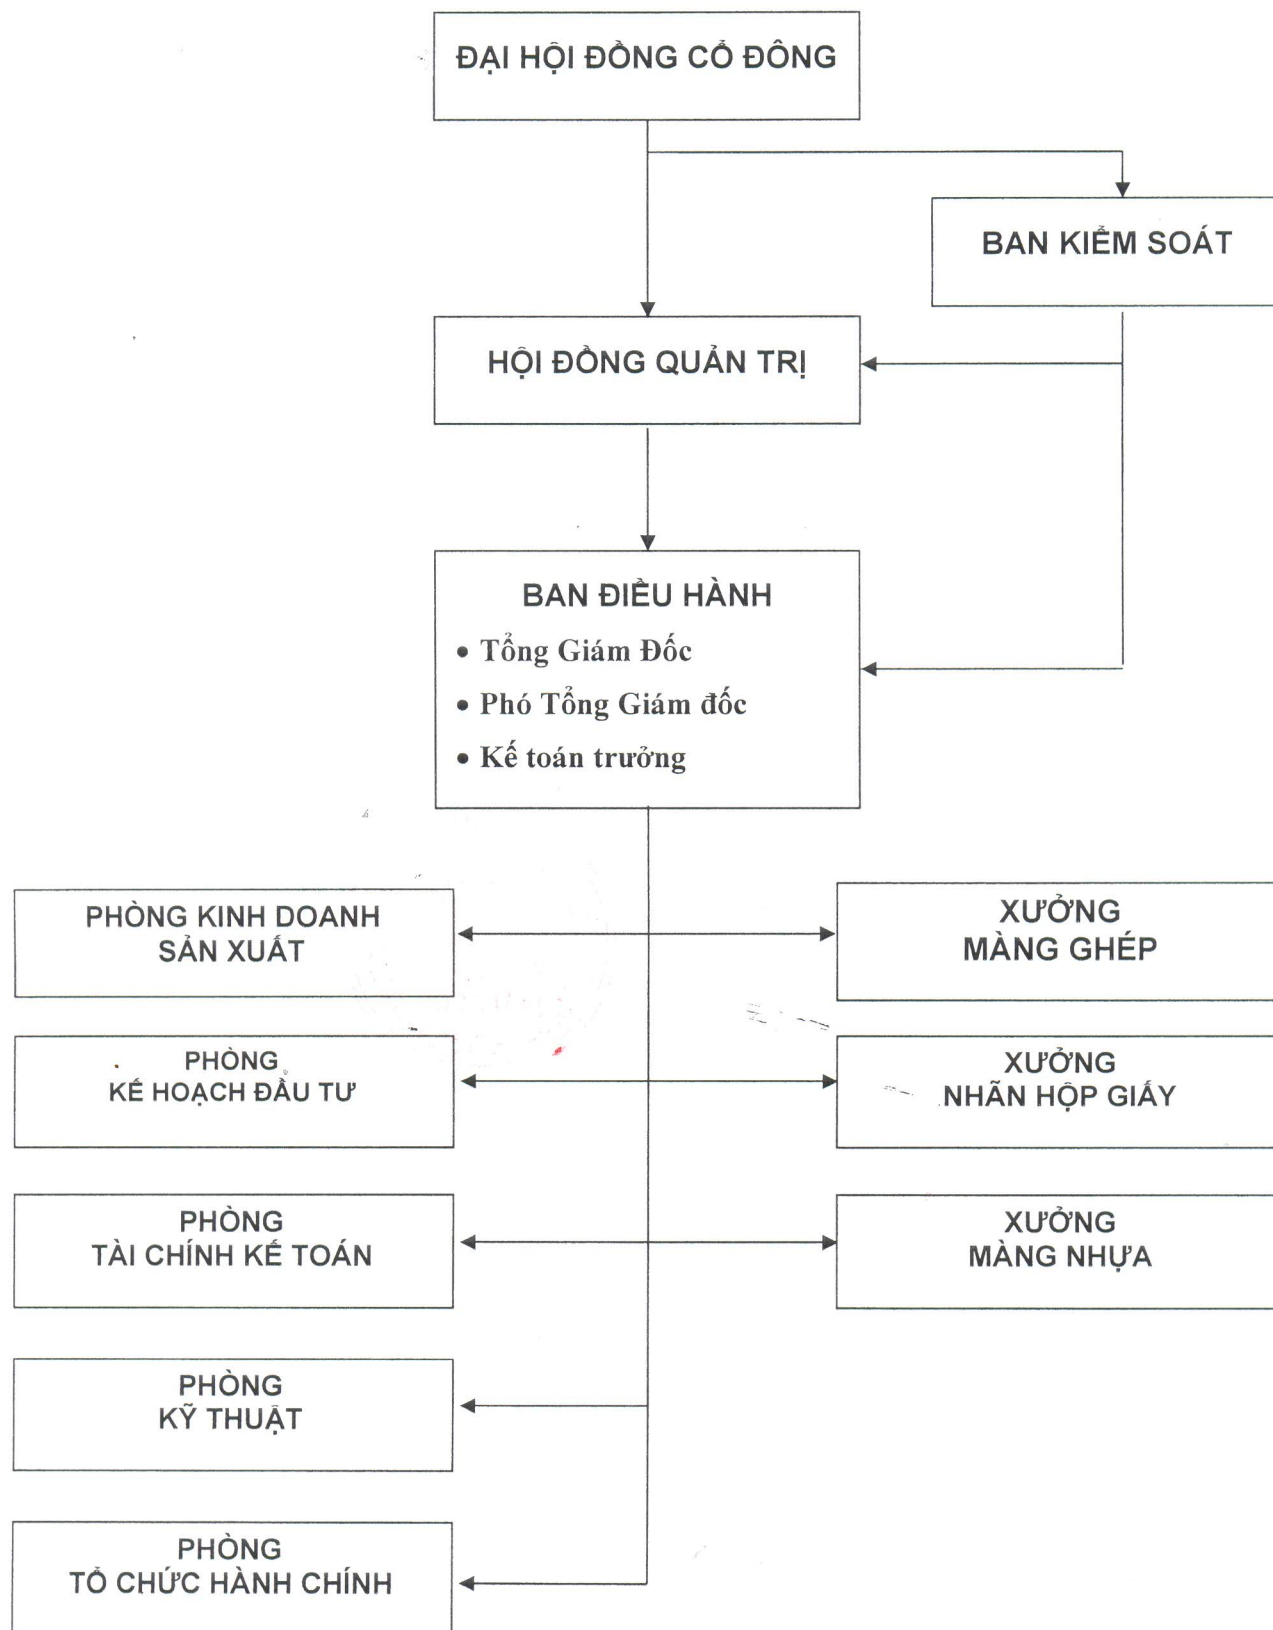 ĐẠI HỘI ĐỒNG CỔ ĐÔNG
BAN KIỂM SOÁT
HỘI ĐỒNG QUẢN TRỊ
BAN ĐIỀU HÀNH
• Tổng Giám Đốc
• Phó Tổng Giám đốc
• Kế toán trưởng
PHÒNG KINH DOANH
SẢN XUẤT
XƯỞNG
MÀNG GHÉP
PHÒNG
KẾ HOẠCH ĐẦU TƯ
XƯỞNG
NHÃN HỘP GIẤY
PHÒNG
TÀI CHÍNH KẾ TOÁN
XƯỞNG
MÀNG NHỰA
PHÒNG
KỸ THUẬT
PHÒNG
TỔ CHỨC HÀNH CHÍNH